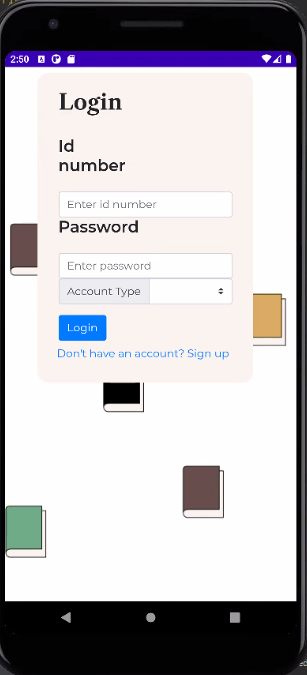 2:50
Login
Id
number
Enter id number
Password
Enter password
Account Type
Login
Don't have an account? Sign up